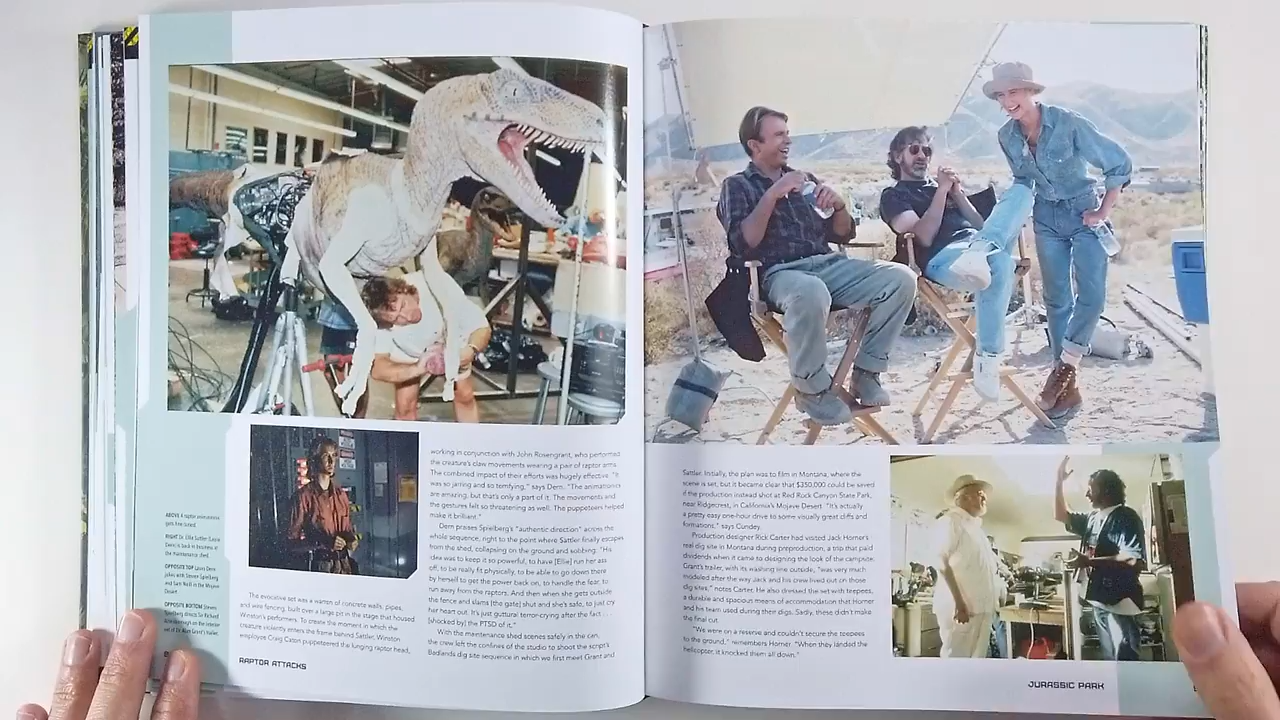 ABOVE A raptor animatronic
gets fine-tuned.
RIGHT Dr. Ellie Sattler (Laura
Dern) is back in business in
the maintenance shed.
OPPOSITE TOP Laura Dern
jokes with Steven Spielberg
and Sam Neill in the Mojave
Desert.
OPPOSITE BOTTOM Steven
Spielberg directs Sir Richard
Attenborough on the interior
set of Dr. Alan Grant's trailer.
The evocative set was a warren of concrete walls, pipes,
and wire fencing, built over a large pit in the stage that housed
Winston's performers. To create the moment in which the
creature violently enters the frame behind Sattler, Winston
employee Craig Caton puppeteered the lunging raptor head,
RAPTOR ATTACKS
working in conjunction with John Rosengrant, who performed
the creature's claw movements wearing a pair of raptor arms.
The combined impact of their efforts was hugely effective. "It
was so jarring and so terrifying," says Dern. "The animatronics
are amazing, but that's only a part of it. The movements and
the gestures felt so threatening as well. The puppeteers helped
make it brilliant."
Dern praises Spielberg's "authentic direction" across the
whole sequence, right to the point where Sattler finally escapes
from the shed, collapsing on the ground and sobbing: "His
idea was to keep it so powerful, to have [Ellie] run her ass
off, to be really fit physically, to be able to go down there
by herself to get the power back on, to handle the fear, to
run away from the raptors. And then when she gets outside
the fence and slams [the gate] shut and she's safe, to just cry
her heart out. It's just guttural terror-crying after the fact
[shocked by] the PTSD of it."
With the maintenance shed scenes safely in the can,
the crew left the confines of the studio to shoot the script's
Badlands dig site sequence in which we first meet Grant and
Sattler. Initially, the plan was to film in Montana, where the
scene is set, but it became clear that $350,000 could be saved
if the production instead shot at Red Rock Canyon State Park,
near Ridgecrest, in California's Mojave Desert. "It's actually
a pretty easy one-hour drive to some visually great cliffs and
formations," says Cundey.
Production designer Rick Carter had visited Jack Horner's
real dig site in Montana during preproduction, a trip that paid
dividends when it came to designing the look of the campsite.
Grant's trailer, with its washing line outside, "was very much
modeled after the way Jack and his crew lived out on those
dig sites," notes Carter. He also divided the set with teepees,
a durable and spacious means of accommodation that Horner
and his team used during their digs. Sadly, these didn't make
the final cut.
"We were on a reserve and couldn't secure the teepees
to the ground," remembers Horner. "When they landed the
helicopter, it knocked them all down."
JURASSIC PARK